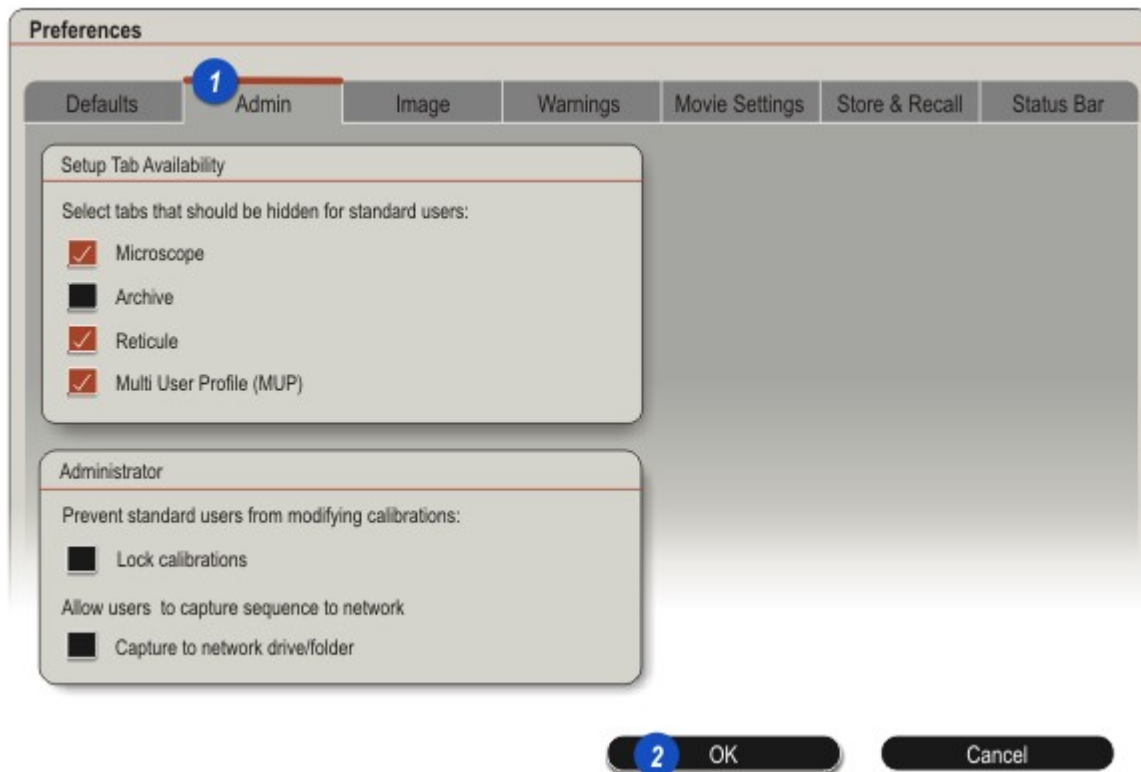 Preferences
1
Defaults Admin Image Warnings Movie Settings Store & Recall Status Bar
Setup Tab Availability
Select tabs that should be hidden for standard users:
Microscope
Archive
Reticule
Multi User Profile (MUP)
Administrator
Prevent standard users from modifying calibrations:
Lock calibrations
Allow users to capture sequence to network
Capture to network drive/folder
2 OK Cancel